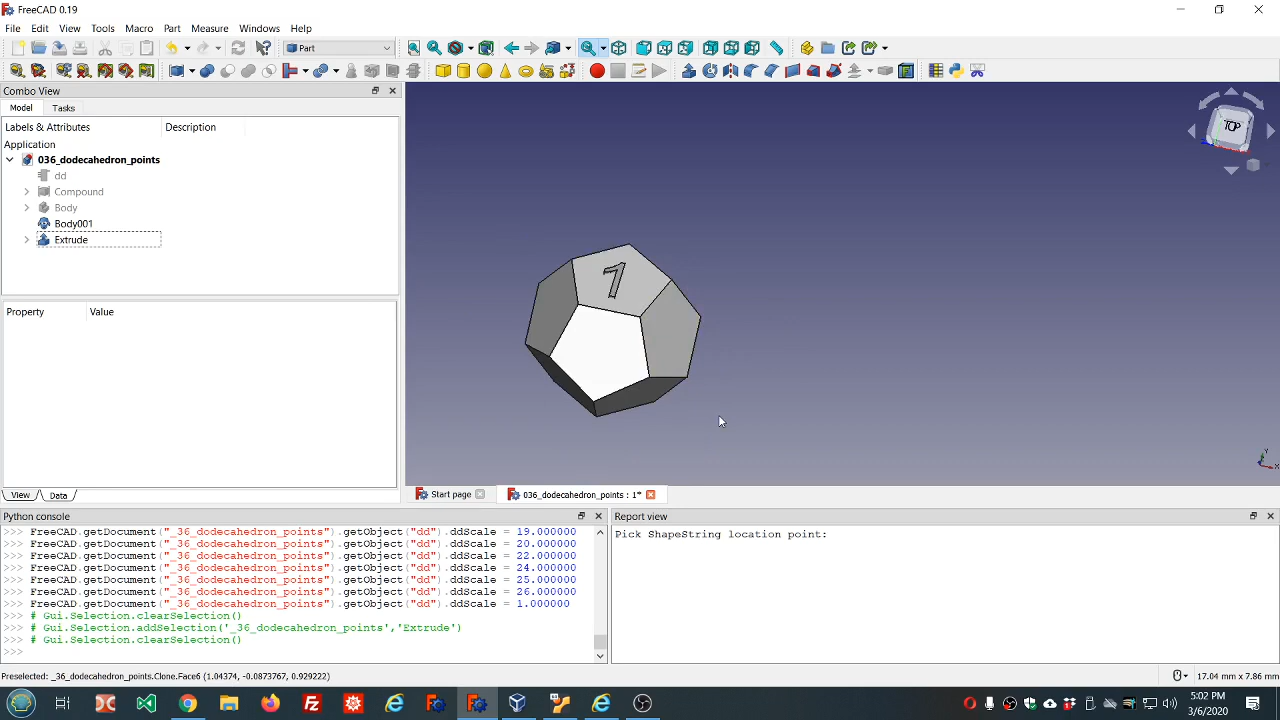 FreeCAD 0.19
File Edit View Tools Macro Part Measure Windows Help
Part
Combo View
Model Tasks
Labels & Attributes Description
Application
036_dodecahedron_points
dd
Compound
Body
Body001
Extrude
Property Value
View Data
1
TOP
Start page 036_dodecahedron_points : 1*
Python console
>>> FreeCAD.getDocument("_36_dodecahedron_points").getObject("dd").ddScale = 19.000000
>>> FreeCAD.getDocument("_36_dodecahedron_points").getObject("dd").ddScale = 20.000000
>>> FreeCAD.getDocument("_36_dodecahedron_points").getObject("dd").ddScale = 22.000000
>>> FreeCAD.getDocument("_36_dodecahedron_points").getObject("dd").ddScale = 24.000000
>>> FreeCAD.getDocument("_36_dodecahedron_points").getObject("dd").ddScale = 25.000000
>>> FreeCAD.getDocument("_36_dodecahedron_points").getObject("dd").ddScale = 26.000000
>>> FreeCAD.getDocument("_36_dodecahedron_points").getObject("dd").ddScale = 1.000000
>>> # Gui.Selection.clearSelection()
>>> # Gui.Selection.addSelection('_36_dodecahedron_points','Extrude')
>>> # Gui.Selection.clearSelection()
>>>
Report view
Pick ShapeString location point:
Preselected: _36_dodecahedron_points.Clone.Face6 (1.04374, -0.0873767, 0.929222)
17.04 mm x 7.86 mm
5:02 PM
3/6/2020